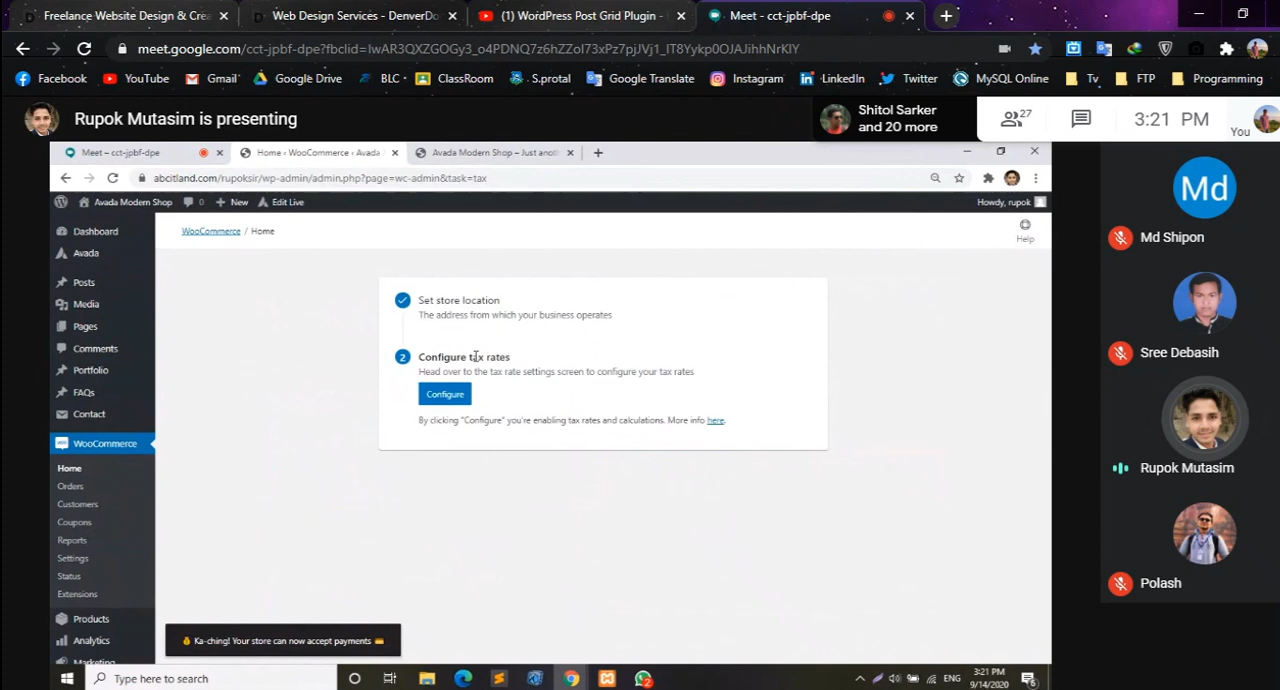 Freelance Website Design & Crea
Web Design Services - DenverDo
(1) WordPress Post Grid Plugin -
Meet - cct-jpbf-dpe
meet.google.com/cct-jpbf-dpe?fbclid=IwAR3QXZGOGy3_o4PDNQ7z6hZZoI73xPz7pjJVj1_IT8Yykp0OJAJihhNrKIY
Facebook
YouTube
Gmail
Google Drive
BLC
ClassRoom
S.protal
Google Translate
Instagram
LinkedIn
Twitter
MySQL Online
Tv
FTP
Programming
Rupok Mutasim is presenting
Shitol Sarker
and 20 more
27
3:21 PM
You
Meet – cct-jpbf-dpe
Home ‹ WooCommerce ‹ Avada
Avada Modern Shop – Just anot
abcitland.com/rupoksir/wp-admin/admin.php?page=wc-admin&task=tax
Avada Modern Shop
0
New
Edit Live
Howdy, rupok
Dashboard
Avada
Posts
Media
Pages
Comments
Portfolio
FAQs
Contact
WooCommerce
Home
Orders
Customers
Coupons
Reports
Settings
Status
Extensions
Products
Analytics
Marketing
WooCommerce / Home
Help
Set store location
The address from which your business operates
2
Configure tax rates
Head over to the tax rate settings screen to configure your tax rates
Configure
By clicking "Configure" you're enabling tax rates and calculations. More info here.
Ka-ching! Your store can now accept payments
Type here to search
2
ENG
3:21 PM
9/14/2020
6
Md
Md Shipon
Sree Debasih
Rupok Mutasim
Polash